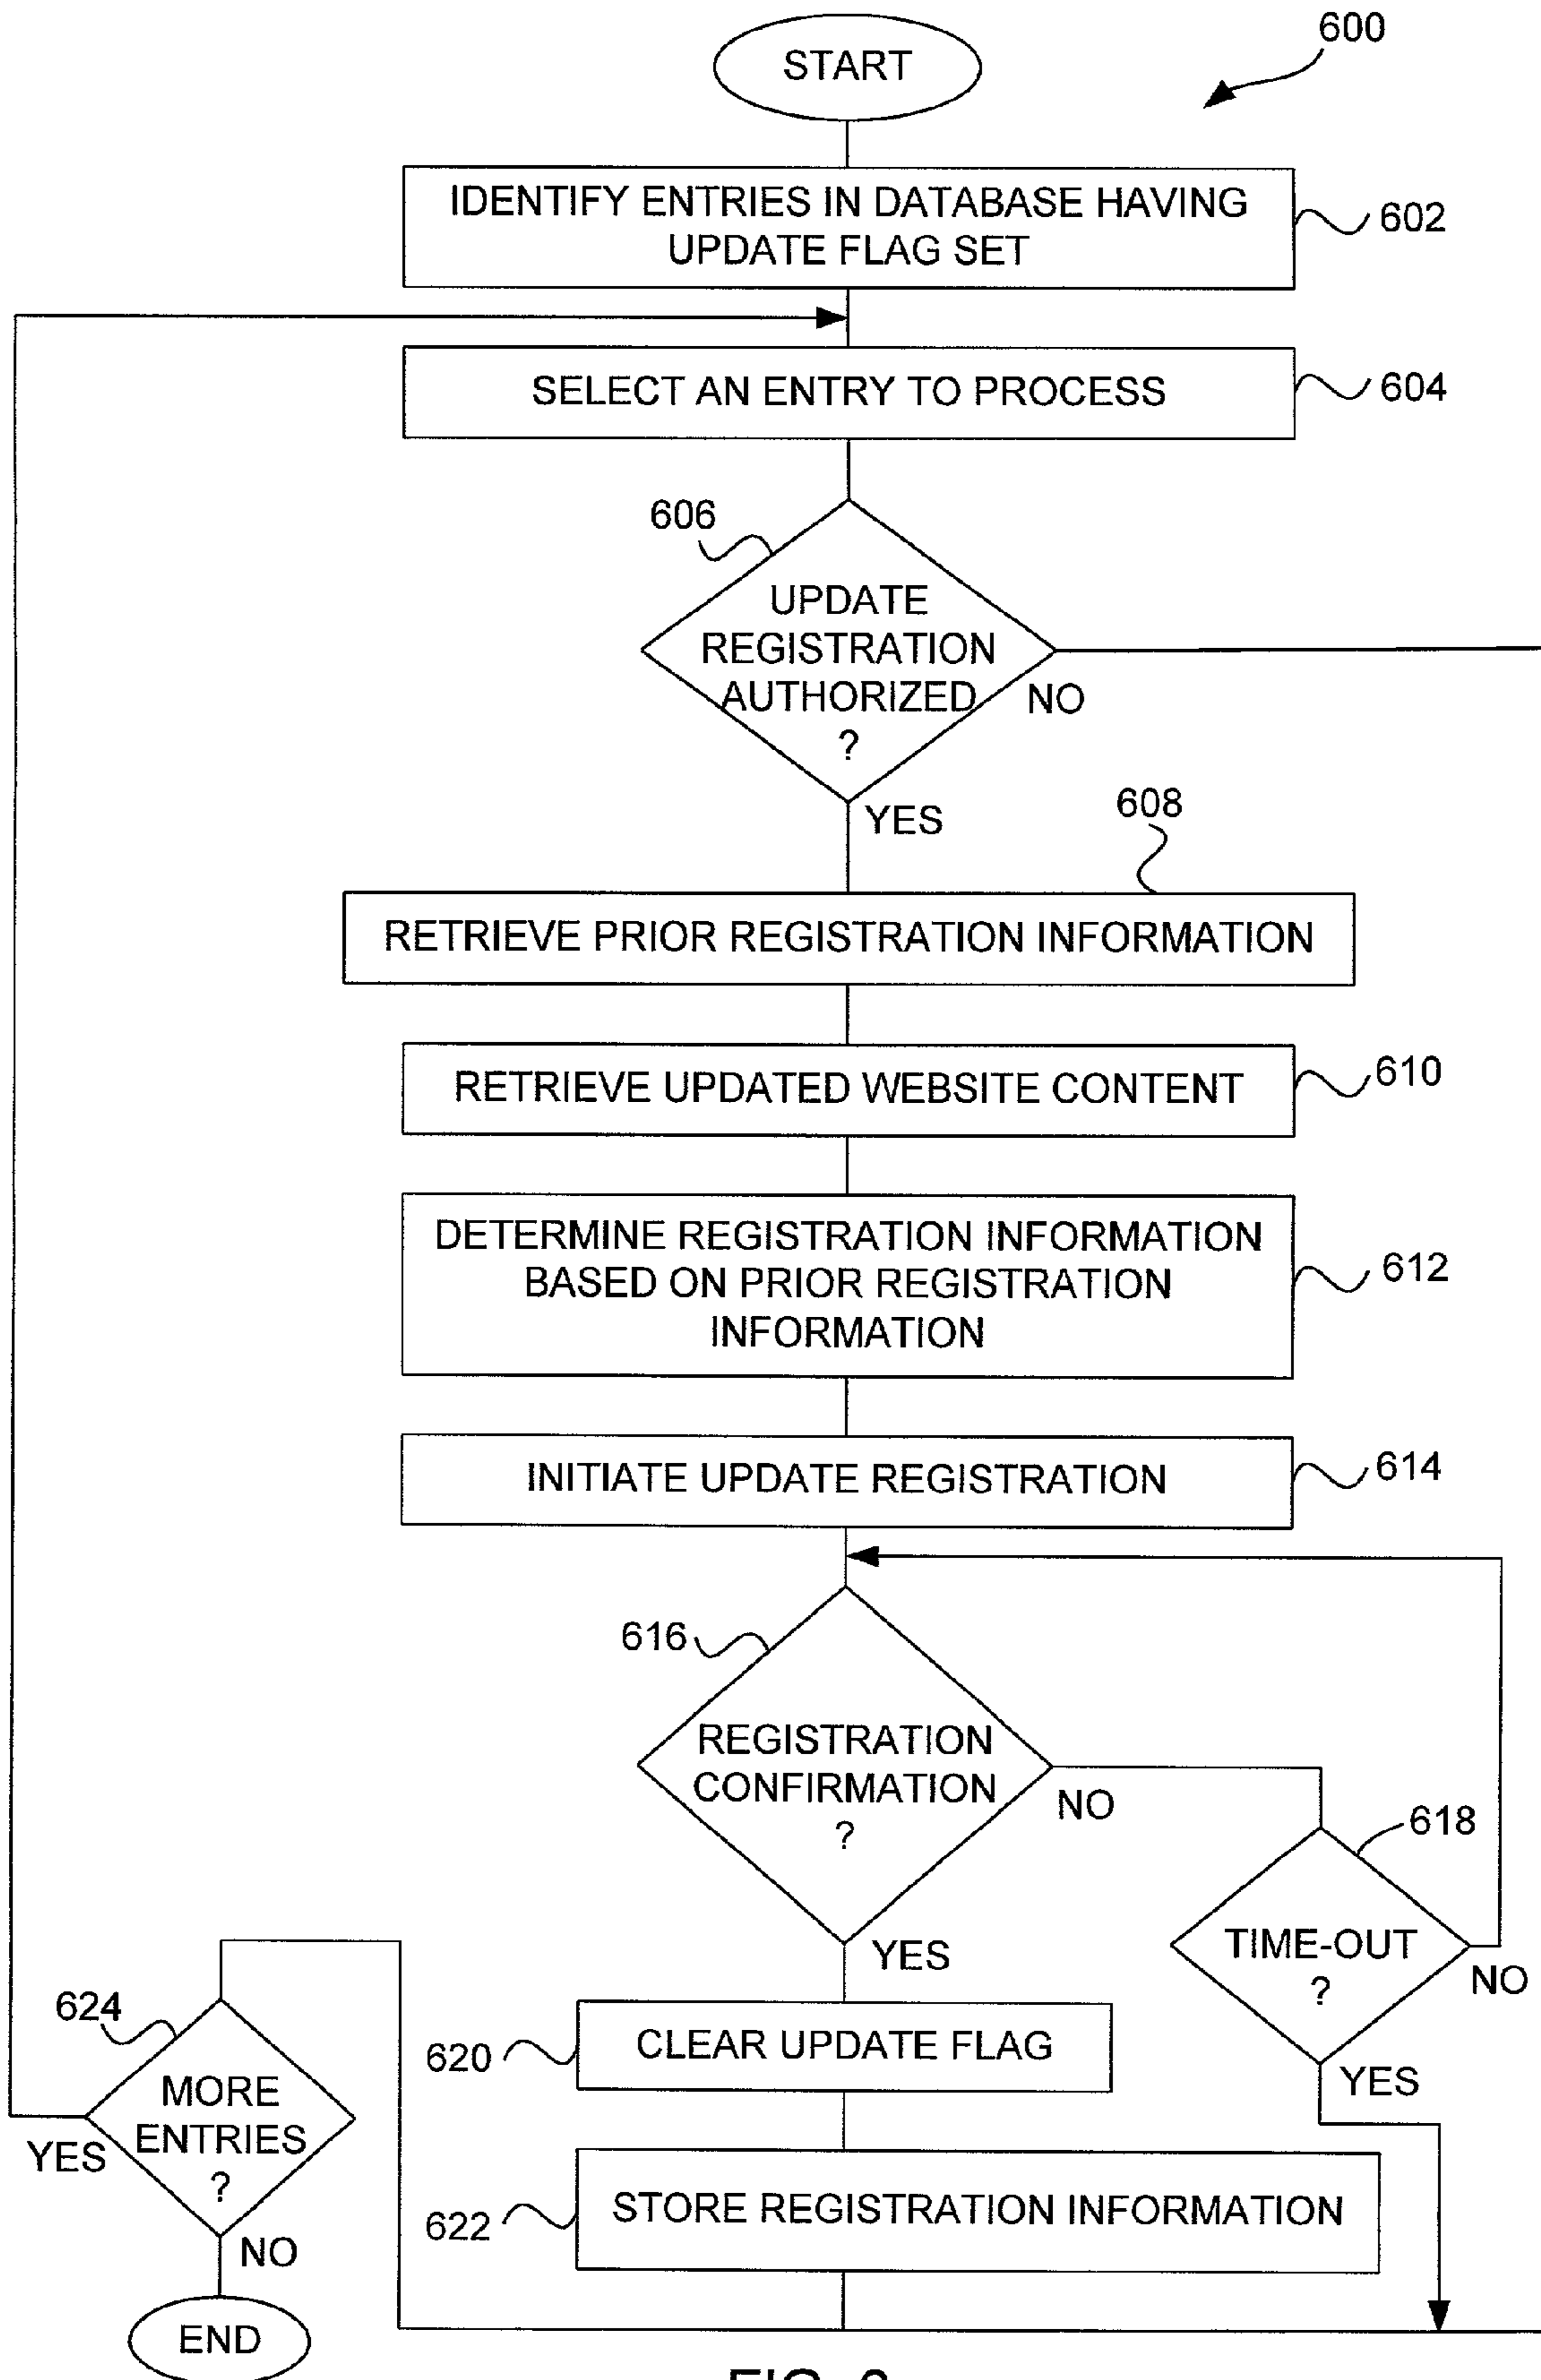 START
600
IDENTIFY ENTRIES IN DATABASE HAVING
UPDATE FLAG SET
602
SELECT AN ENTRY TO PROCESS
604
606
UPDATE
REGISTRATION
AUTHORIZED
?
NO
YES
608
RETRIEVE PRIOR REGISTRATION INFORMATION
RETRIEVE UPDATED WEBSITE CONTENT
610
DETERMINE REGISTRATION INFORMATION
BASED ON PRIOR REGISTRATION
INFORMATION
612
INITIATE UPDATE REGISTRATION
614
616
REGISTRATION
CONFIRMATION
?
NO
618
YES
TIME-OUT
?
NO
YES
620
CLEAR UPDATE FLAG
624
MORE
ENTRIES
?
YES
NO
622
STORE REGISTRATION INFORMATION
END